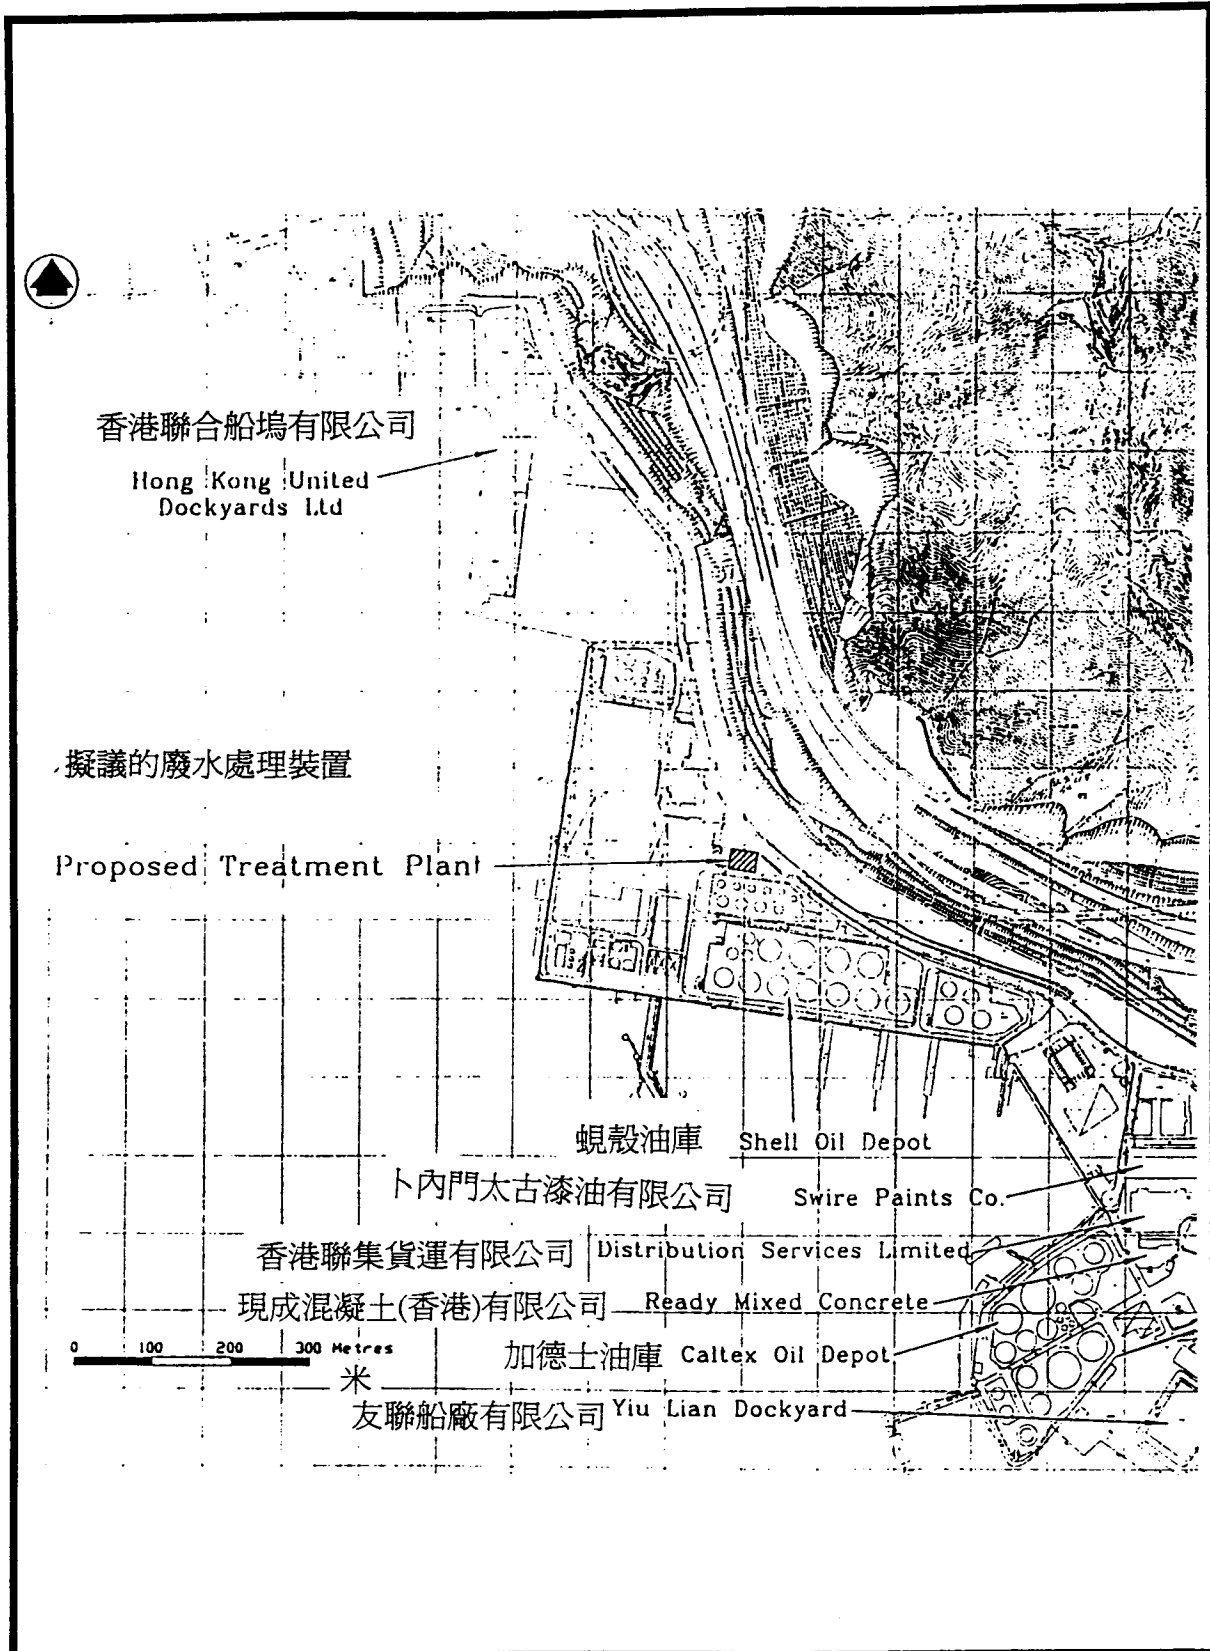 香港聯合船塢有限公司
Hong Kong United
Dockyards Ltd
擬議的廢水處理裝置
Proposed Treatment Plant
蜆殼油庫 Shell Oil Depot
卜內門太古漆油有限公司 Swire Paints Co.
香港聯集貨運有限公司 Distribution Services Limited
現成混凝土(香港)有限公司 Ready Mixed Concrete
0 100 200 300 Metres
米
加德士油庫 Caltex Oil Depot
友聯船廠有限公司 Yiu Lian Dockyard